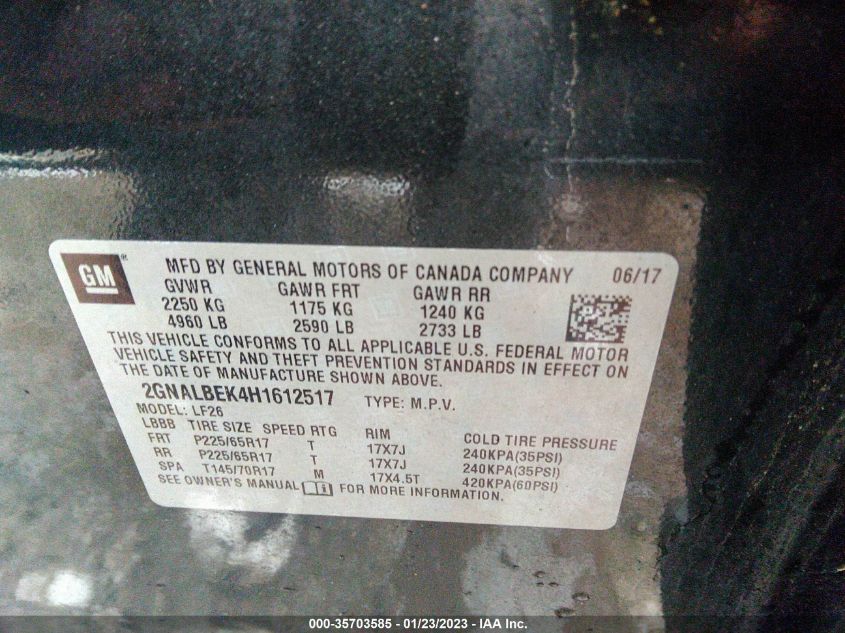 GM®
MFD BY GENERAL MOTORS OF CANADA COMPANY 06/17
GVWR GAWR FRT GAWR RR
2250 KG 1175 KG 1240 KG
4960 LB 2590 LB 2733 LB
THIS VEHICLE CONFORMS TO ALL APPLICABLE U.S. FEDERAL MOTOR
VEHICLE SAFETY AND THEFT PREVENTION STANDARDS IN EFFECT ON
THE DATE OF MANUFACTURE SHOWN ABOVE.
2GNALBEK4H1612517 TYPE: M.P.V.
MODEL: LF26
LBBB TIRE SIZE SPEED RTG RIM COLD TIRE PRESSURE
FRT P225/65R17 T 17X7J 240KPA(35PSI)
RR P225/65R17 T 17X7J 240KPA(35PSI)
SPA T145/70R17 M 17X4.5T 420KPA(60PSI)
SEE OWNER'S MANUAL FOR MORE INFORMATION.
000-35703585 - 01/23/2023 - © IAA, Inc.